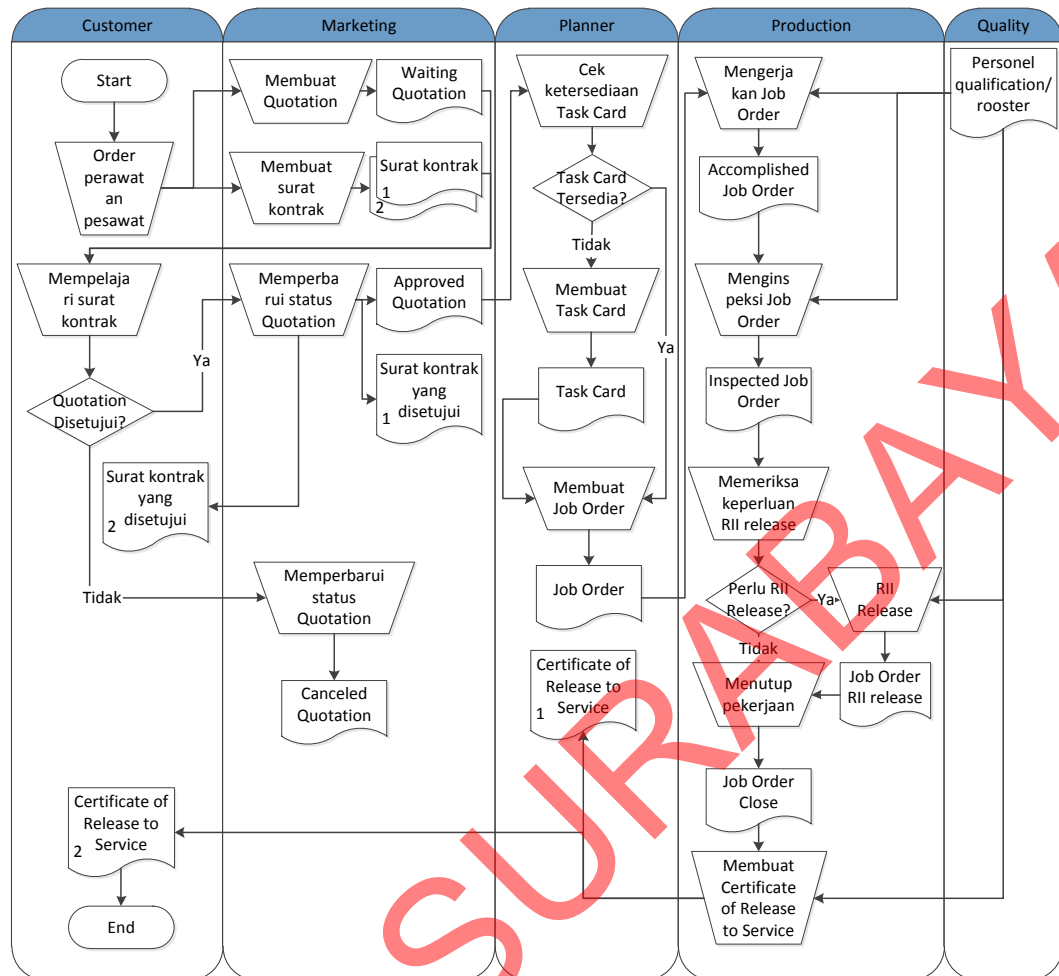 Customer
Marketing
Planner
Production
Quality
Start
Order
perawat
an
pesawat
Membuat
Quotation
Waiting
Quotation
Membuat
surat
kontrak
Surat kontrak
1
2
Cek
ketersediaan
Task Card
Task Card
Tersedia?
Tidak
Ya
Mengerja
kan Job
Order
Accomplished
Job Order
Personel
qualification/
rooster
Mempelaja
ri surat
kontrak
Memperba
rui status
Quotation
Approved
Quotation
Membuat
Task Card
Mengins
peksi Job
Order
Ya
Quotation
Disetujui?
Surat kontrak
yang
disetujui
1
Task Card
Inspected Job
Order
Surat kontrak
yang
disetujui
2
Membuat
Job Order
Memeriksa
keperluan
RII release
Tidak
Memperbarui
status
Quotation
Job Order
Perlu RII
Release?
Ya
RII
Release
Tidak
Canceled
Quotation
Certificate of
Release to
Service
1
Menutup
pekerjaan
Job Order
RII release
Job Order
Close
Certificate of
Release to
Service
2
Membuat
Certificate
of Release
to Service
End
SURABAYA